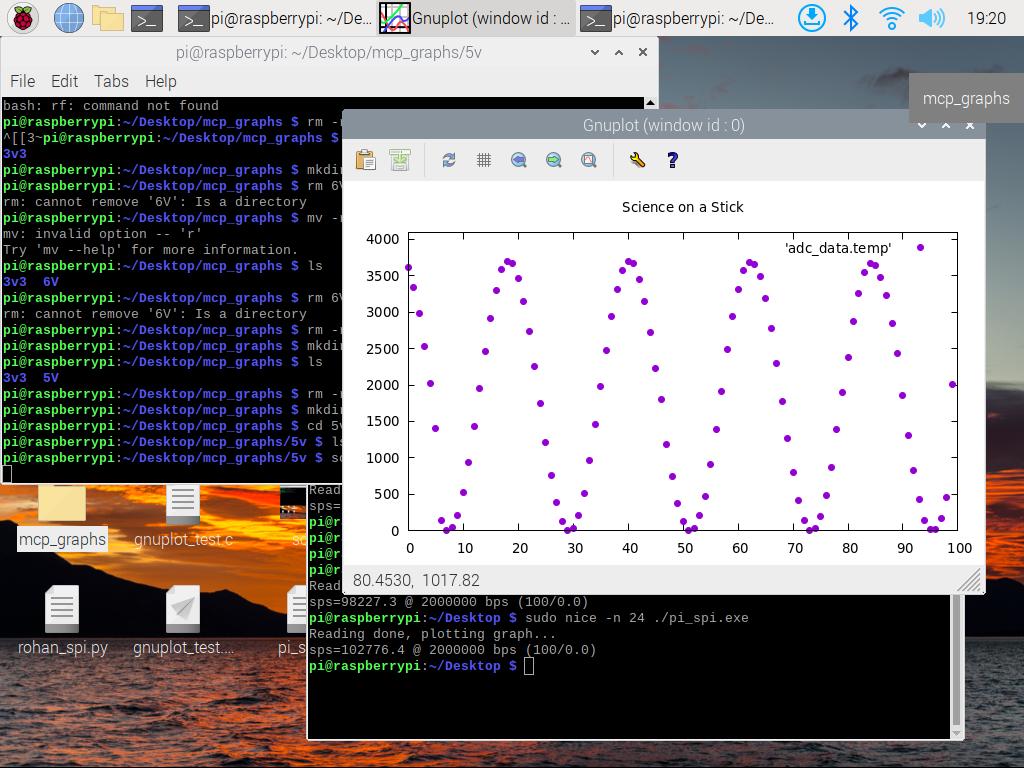 pi@raspberrypi: ~/De...
Gnuplot (window id : ...
pi@raspberrypi: ~/De...
19:20
pi@raspberrypi: ~/Desktop/mcp_graphs/5v
File Edit Tabs Help
bash: rf: command not found
pi@raspberrypi:~/Desktop/mcp_graphs $ rm -r
^[[3~pi@raspberrypi:~/Desktop/mcp_graphs $
3v3
pi@raspberrypi:~/Desktop/mcp_graphs $ mkdir
pi@raspberrypi:~/Desktop/mcp_graphs $ rm 6V
rm: cannot remove '6V': Is a directory
pi@raspberrypi:~/Desktop/mcp_graphs $ mv -r
mv: invalid option -- 'r'
Try 'mv --help' for more information.
pi@raspberrypi:~/Desktop/mcp_graphs $ ls
3v3 6V
pi@raspberrypi:~/Desktop/mcp_graphs $ rm 6V
rm: cannot remove '6V': Is a directory
pi@raspberrypi:~/Desktop/mcp_graphs $ rm -r
pi@raspberrypi:~/Desktop/mcp_graphs $ mkdir
pi@raspberrypi:~/Desktop/mcp_graphs $ ls
3v3 5V
pi@raspberrypi:~/Desktop/mcp_graphs $ rm -r
pi@raspberrypi:~/Desktop/mcp_graphs $ mkdir
pi@raspberrypi:~/Desktop/mcp_graphs $ cd 5v
pi@raspberrypi:~/Desktop/mcp_graphs/5v $ ls
pi@raspberrypi:~/Desktop/mcp_graphs/5v $
mcp_graphs
Gnuplot (window id : 0)
Science on a Stick
'adc_data.temp'
4000
3500
3000
2500
2000
1500
1000
500
0
0 10 20 30 40 50 60 70 80 90 100
80.4530, 1017.82
mcp_graphs
gnuplot_test.c
rohan_spi.py
gnuplot_test....
pi_s
Read
sps=
pi@r
pi@r
pi@r
pi@r
Read
sps=98227.3 @ 2000000 bps (100/0.0)
pi@raspberrypi:~/Desktop $ sudo nice -n 24 ./pi_spi.exe
Reading done, plotting graph...
sps=102776.4 @ 2000000 bps (100/0.0)
pi@raspberrypi:~/Desktop $